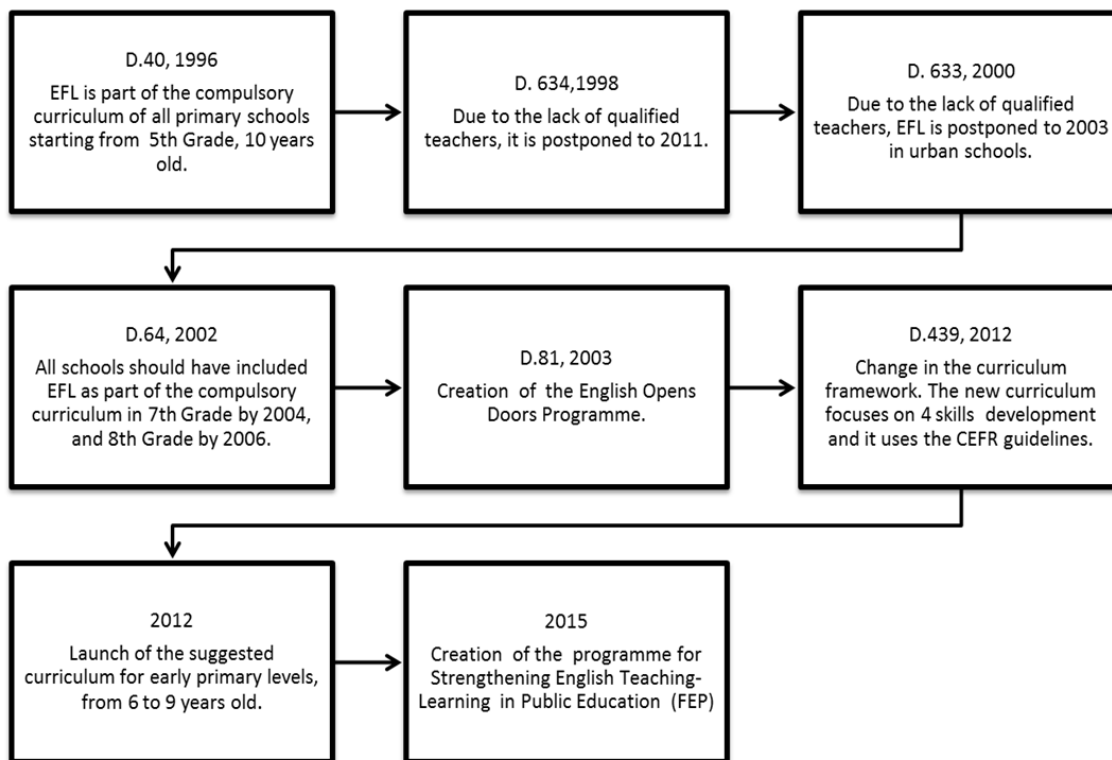 D.40, 1996
EFL is part of the compulsory
curriculum of all primary schools
starting from 5th Grade, 10 years
old.
D. 634,1998
Due to the lack of qualified
teachers, it is postponed to 2011.
D. 633, 2000
Due to the lack of qualified
teachers, EFL is postponed to 2003
in urban schools.
D.64, 2002
All schools should have included
EFL as part of the compulsory
curriculum in 7th Grade by 2004,
and 8th Grade by 2006.
D.81, 2003
Creation of the English Opens
Doors Programme.
D.439, 2012
Change in the curriculum
framework. The new curriculum
focuses on 4 skills development
and it uses the CEFR guidelines.
2012
Launch of the suggested
curriculum for early primary levels,
from 6 to 9 years old.
2015
Creation of the programme for
Strengthening English Teaching-
Learning in Public Education (FEP)